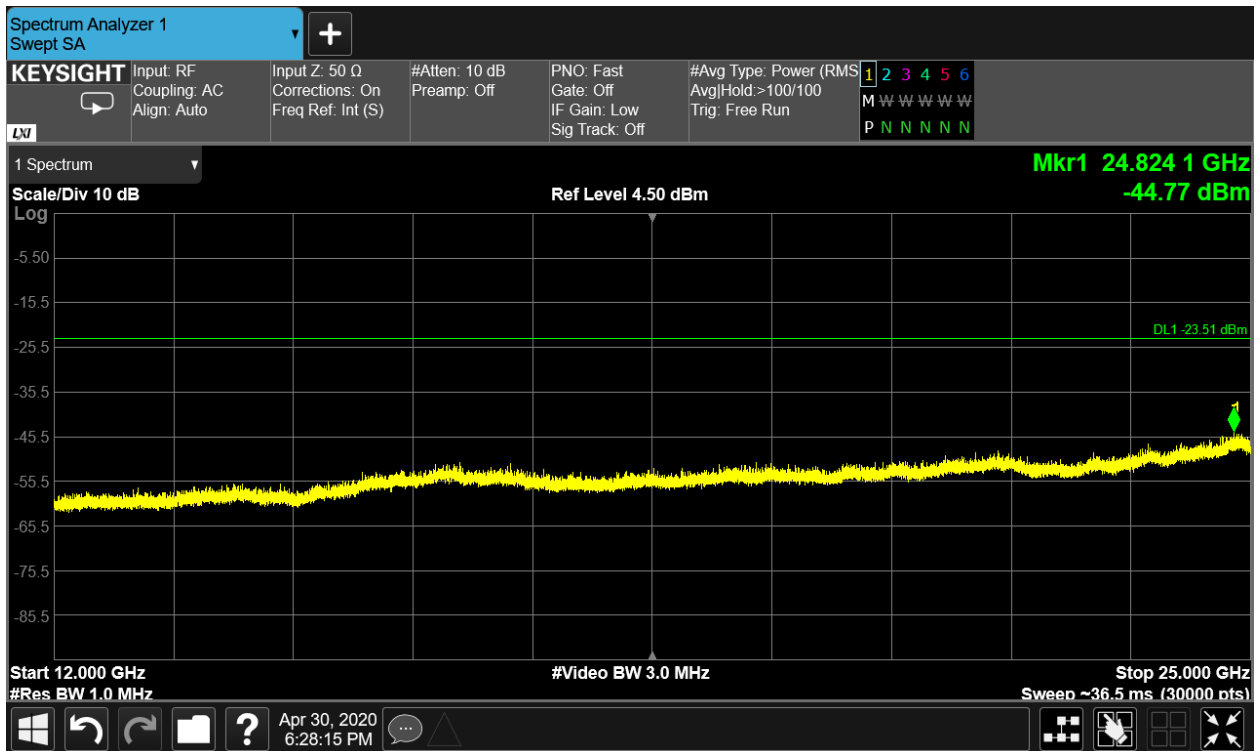 Spectrum Analyzer 1
Swept SA
+
KEYSIGHT
LXI
Input: RF
Coupling: AC
Align: Auto
Input Z: 50 Ω
Corrections: On
Freq Ref: Int (S)
#Atten: 10 dB
Preamp: Off
PNO: Fast
Gate: Off
IF Gain: Low
Sig Track: Off
#Avg Type: Power (RMS
Avg|Hold:>100/100
Trig: Free Run
1 2 3 4 5 6
M W W W W W
P N N N N N
1 Spectrum
Mkr1 24.824 1 GHz
-44.77 dBm
Scale/Div 10 dB
Ref Level 4.50 dBm
Log
-5.50
-15.5
DL1 -23.51 dBm
-25.5
-35.5
1
-45.5
-55.5
-65.5
-75.5
-85.5
Start 12.000 GHz
#Video BW 3.0 MHz
Stop 25.000 GHz
#Res BW 1.0 MHz
Sweep ~36.5 ms (30000 pts)
?
Apr 30, 2020
6:28:15 PM